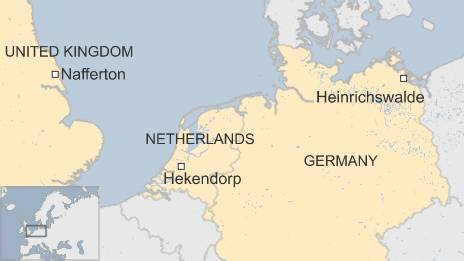 UNITED KINGDOM
Nafferton
Heinrichswalde
NETHERLANDS
GERMANY
Hekendorp